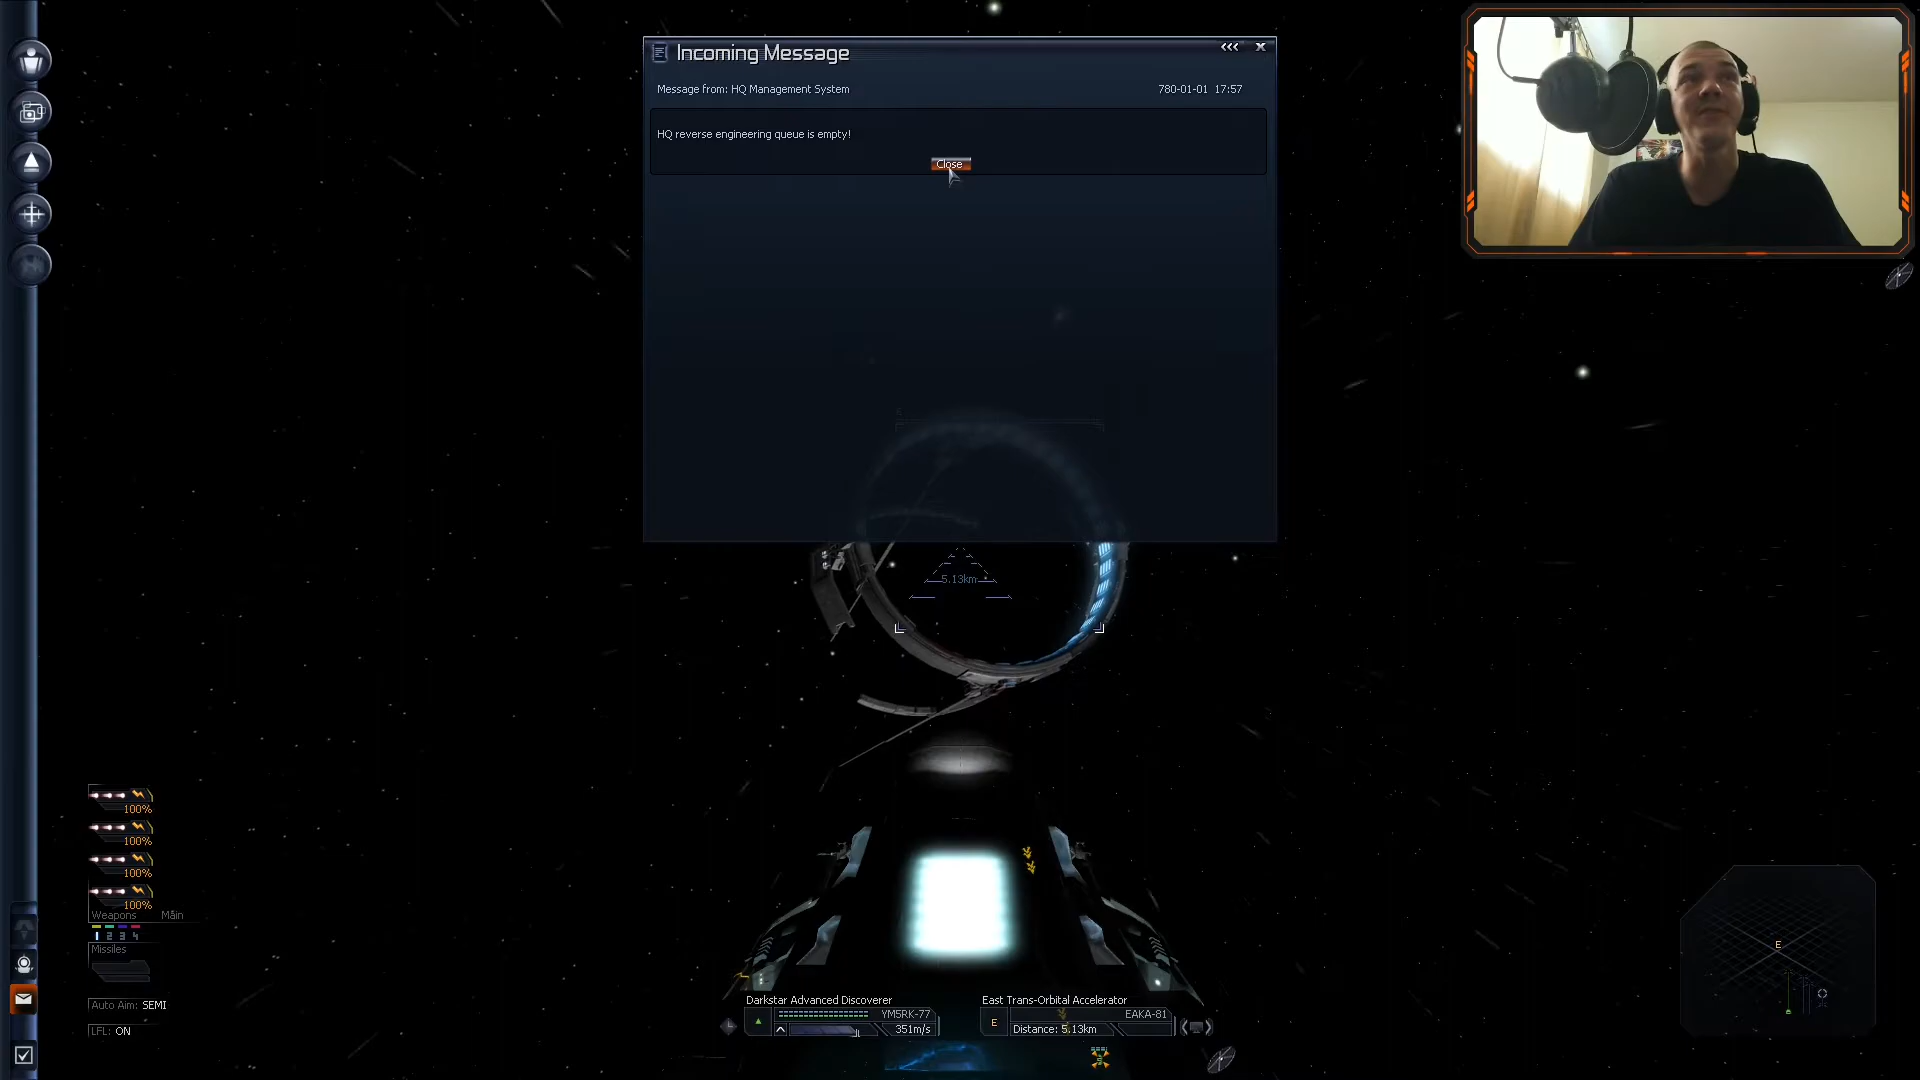 Incoming Message
Message from: HQ Management System 780-01-01 17:57
HQ reverse engineering queue is empty!
Close
5.13km
100%
100%
100%
100%
Weapons Main
1 2 3 4
Missiles
Auto Aim: SEMI
LFL: ON
Darkstar Advanced Discoverer
YM5RK-77
351m/s
East Trans-Orbital Accelerator
E EAKA-81
Distance: 5.13km
E